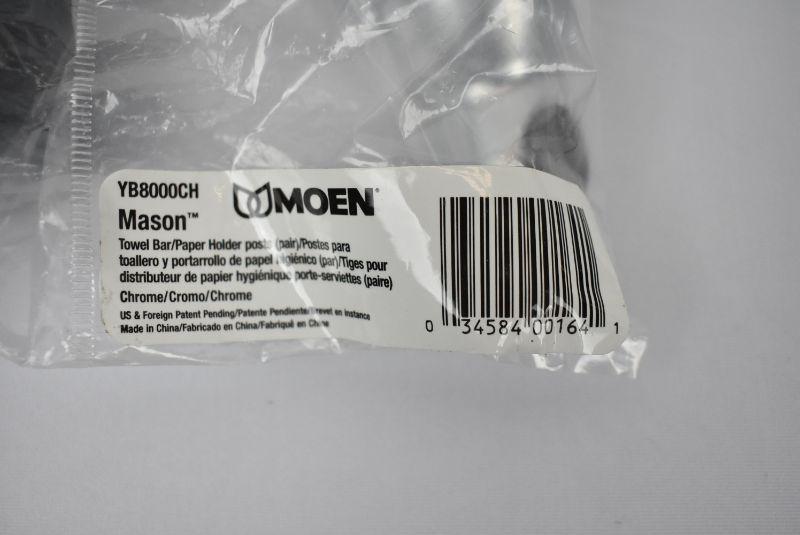 YB8000CH
MOEN®
Mason™
Towel Bar/Paper Holder posts (pair)/Postes para
toallero y portarrollo de papel higiénico (par)/Tiges pour
distributeur de papier hygiénique porte-serviettes (paire)
Chrome/Cromo/Chrome
US & Foreign Patent Pending/Patente Pendiente/Brevet en instance
Made in China/Fabricado en China/Fabriqué en Chine
0 34584 00164 1